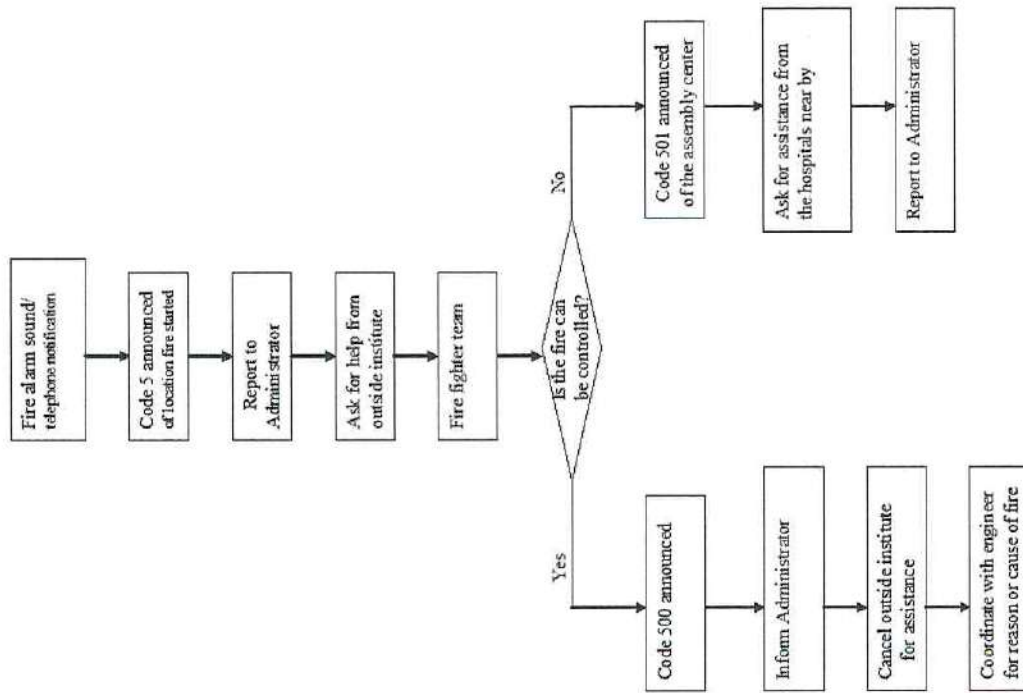 Fire alarm sound/
telephone notification
Code 5 announced
of location fire started
Report to
Administrator
Ask for help from
outside institute
Fire fighter team
Is the fire can
be controlled?
Yes
No
Code 500 announced
Inform Administrator
Cancel outside institute
for assistance
Coordinate with engineer
for reason or cause of fire
Code 501 announced
of the assembly center
Ask for assistance from
the hospitals near by
Report to Administrator